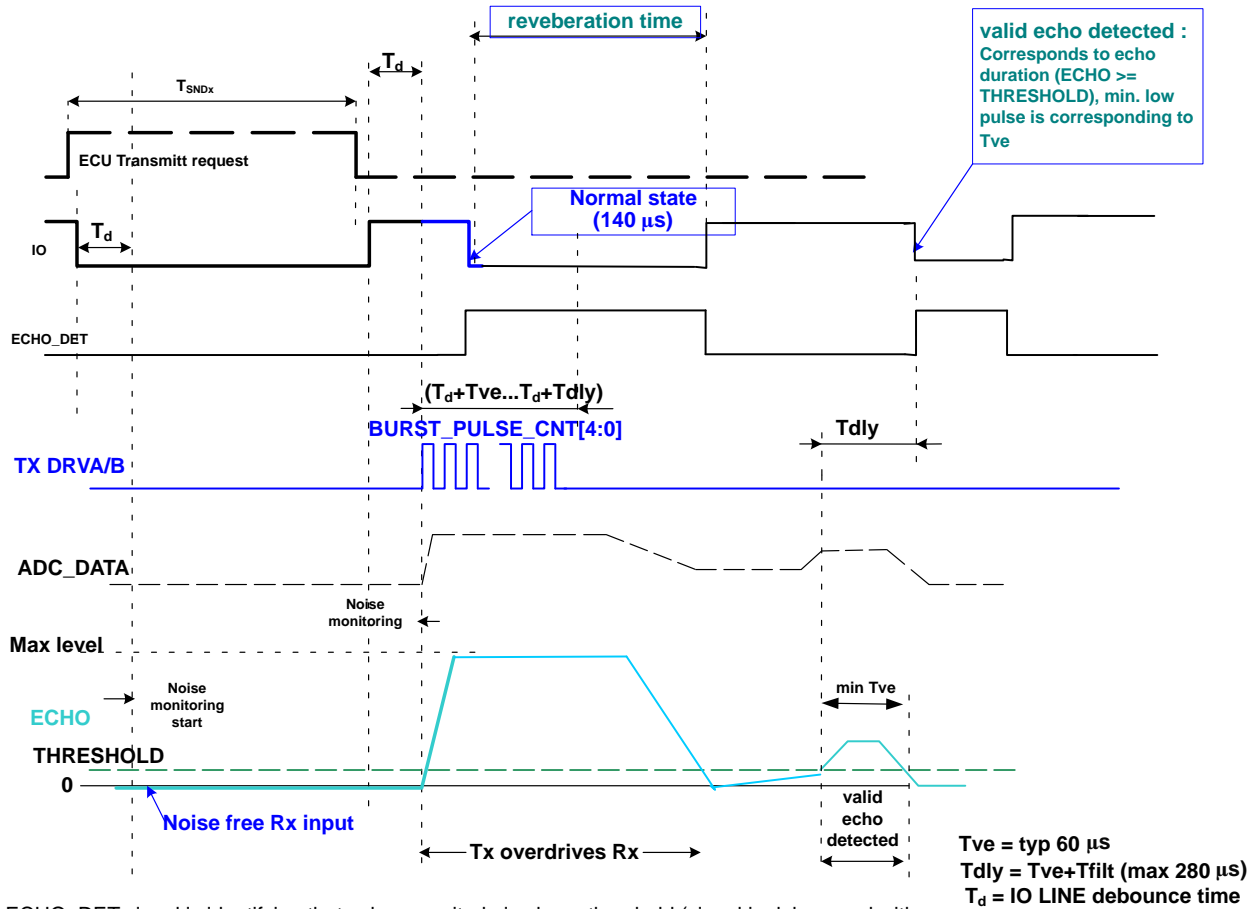 reveberation time
valid echo detected :
Corresponds to echo
duration (ECHO >=
THRESHOLD), min. low
pulse is corresponding to
Tve
Td
TSNDx
ECU Transmitt request
Normal state
(140 µs)
IO
Td
ECHO_DET
(Td+Tve...Td+Tdly)
BURST_PULSE_CNT[4:0]
Tdly
TX DRVA/B
ADC_DATA
Noise
monitoring
Max level
Noise
monitoring
start
min Tve
ECHO
THRESHOLD
0
Noise free Rx input
valid
echo
detected
Tx overdrives Rx
Tve = typ 60 µs
Tdly = Tve+Tfilt (max 280 µs)
Td = IO LINE debounce time